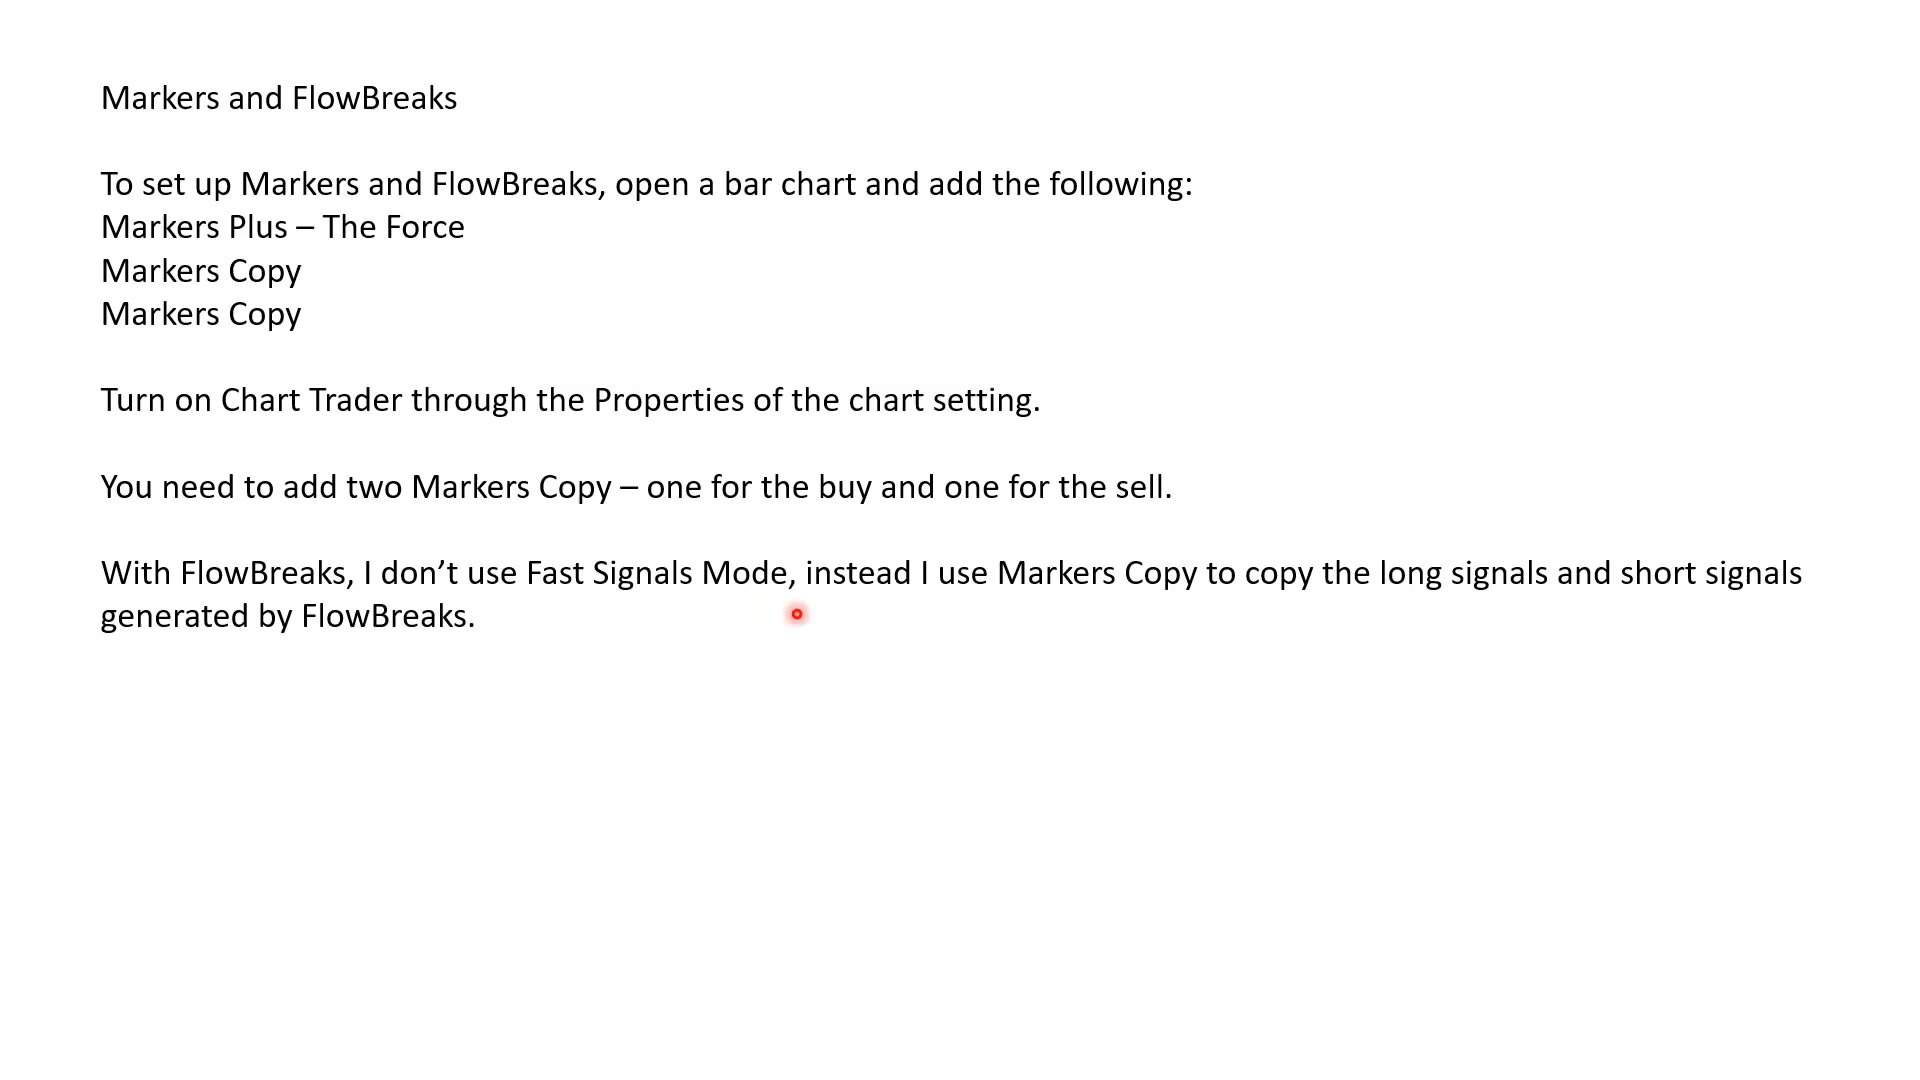 Markers and FlowBreaks
To set up Markers and FlowBreaks, open a bar chart and add the following:
Markers Plus – The Force
Markers Copy
Markers Copy
Turn on Chart Trader through the Properties of the chart setting.
You need to add two Markers Copy – one for the buy and one for the sell.
With FlowBreaks, I don’t use Fast Signals Mode, instead I use Markers Copy to copy the long signals and short signals
generated by FlowBreaks.